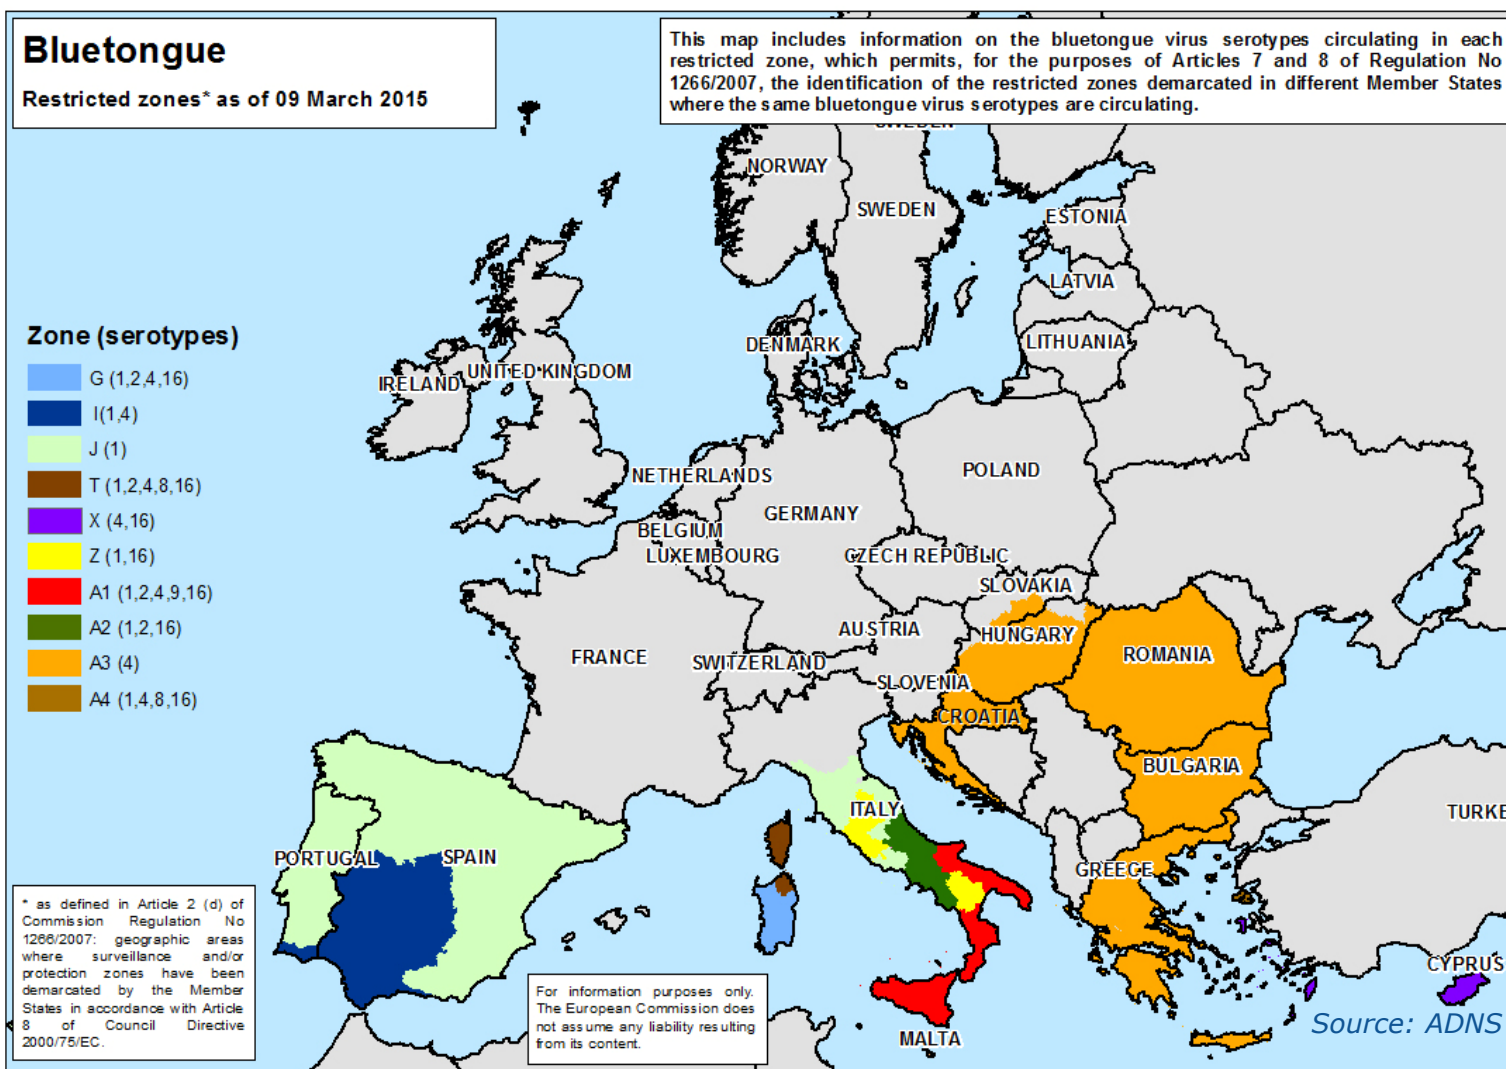 Bluetongue
Restricted zones* as of 09 March 2015
This map includes information on the bluetongue virus serotypes circulating in each
restricted zone, which permits, for the purposes of Articles 7 and 8 of Regulation No
1266/2007, the identification of the restricted zones demarcated in different Member States
where the same bluetongue virus serotypes are circulating.
SWEDEN
NORWAY
SWEDEN
ESTONIA
LATVIA
LITHUANIA
DENMARK
IRELAND
UNITED KINGDOM
Zone (serotypes)
G (1,2,4,16)
I(1,4)
J (1)
T (1,2,4,8,16)
X (4,16)
Z (1,16)
A1 (1,2,4,9,16)
A2 (1,2,16)
A3 (4)
A4 (1,4,8,16)
NETHERLANDS
POLAND
GERMANY
BELGIUM
LUXEMBOURG
CZECH REPUBLIC
SLOVAKIA
AUSTRIA
HUNGARY
FRANCE
SWITZERLAND
ROMANIA
SLOVENIA
CROATIA
BULGARIA
ITALY
TURKE
PORTUGAL
SPAIN
GREECE
CYPRUS
MALTA
* as defined in Article 2 (d) of
Commission Regulation No
1266/2007: geographic areas
where surveillance and/or
protection zones have been
demarcated by the Member
States in accordance with Article
8 of Council Directive
2000/75/EC.
For information purposes only.
The European Commission does
not assume any liability resulting
from its content.
Source: ADNS